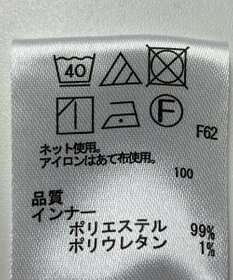 40
F
F62
ネット使用。
アイロンはあて布使用。
100
品質
インナー
ポリエステル 99%
ポリウレタン 1%